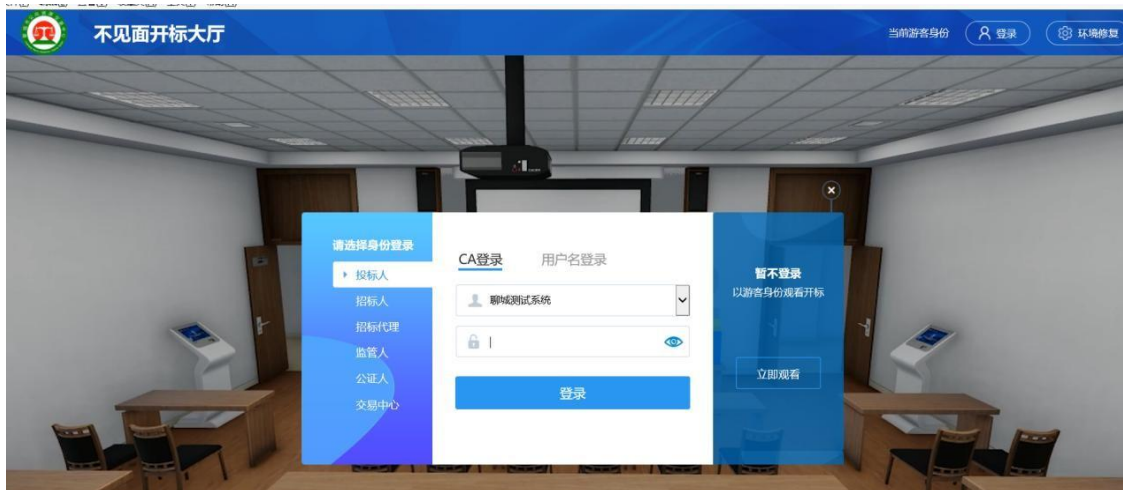 不见面开标大厅
当前游客身份
登录
环境修复
请选择身份登录
投标人
招标人
招标代理
监管人
公证人
交易中心
CA登录 用户名登录
聊城测试系统
登录
暂不登录
以游客身份观看开标
立即观看